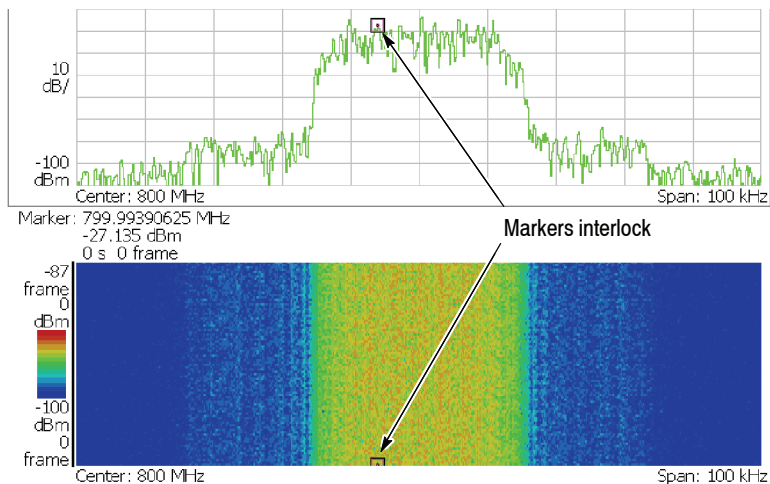 10
dB/
-100
dBm
Center: 800 MHz
Span: 100 kHz
Marker: 799.99390625 MHz
-27.135 dBm
0 s 0 frame
Markers interlock
-87
frame
0
dBm
-100
dBm
0
frame
Center: 800 MHz
Span: 100 kHz